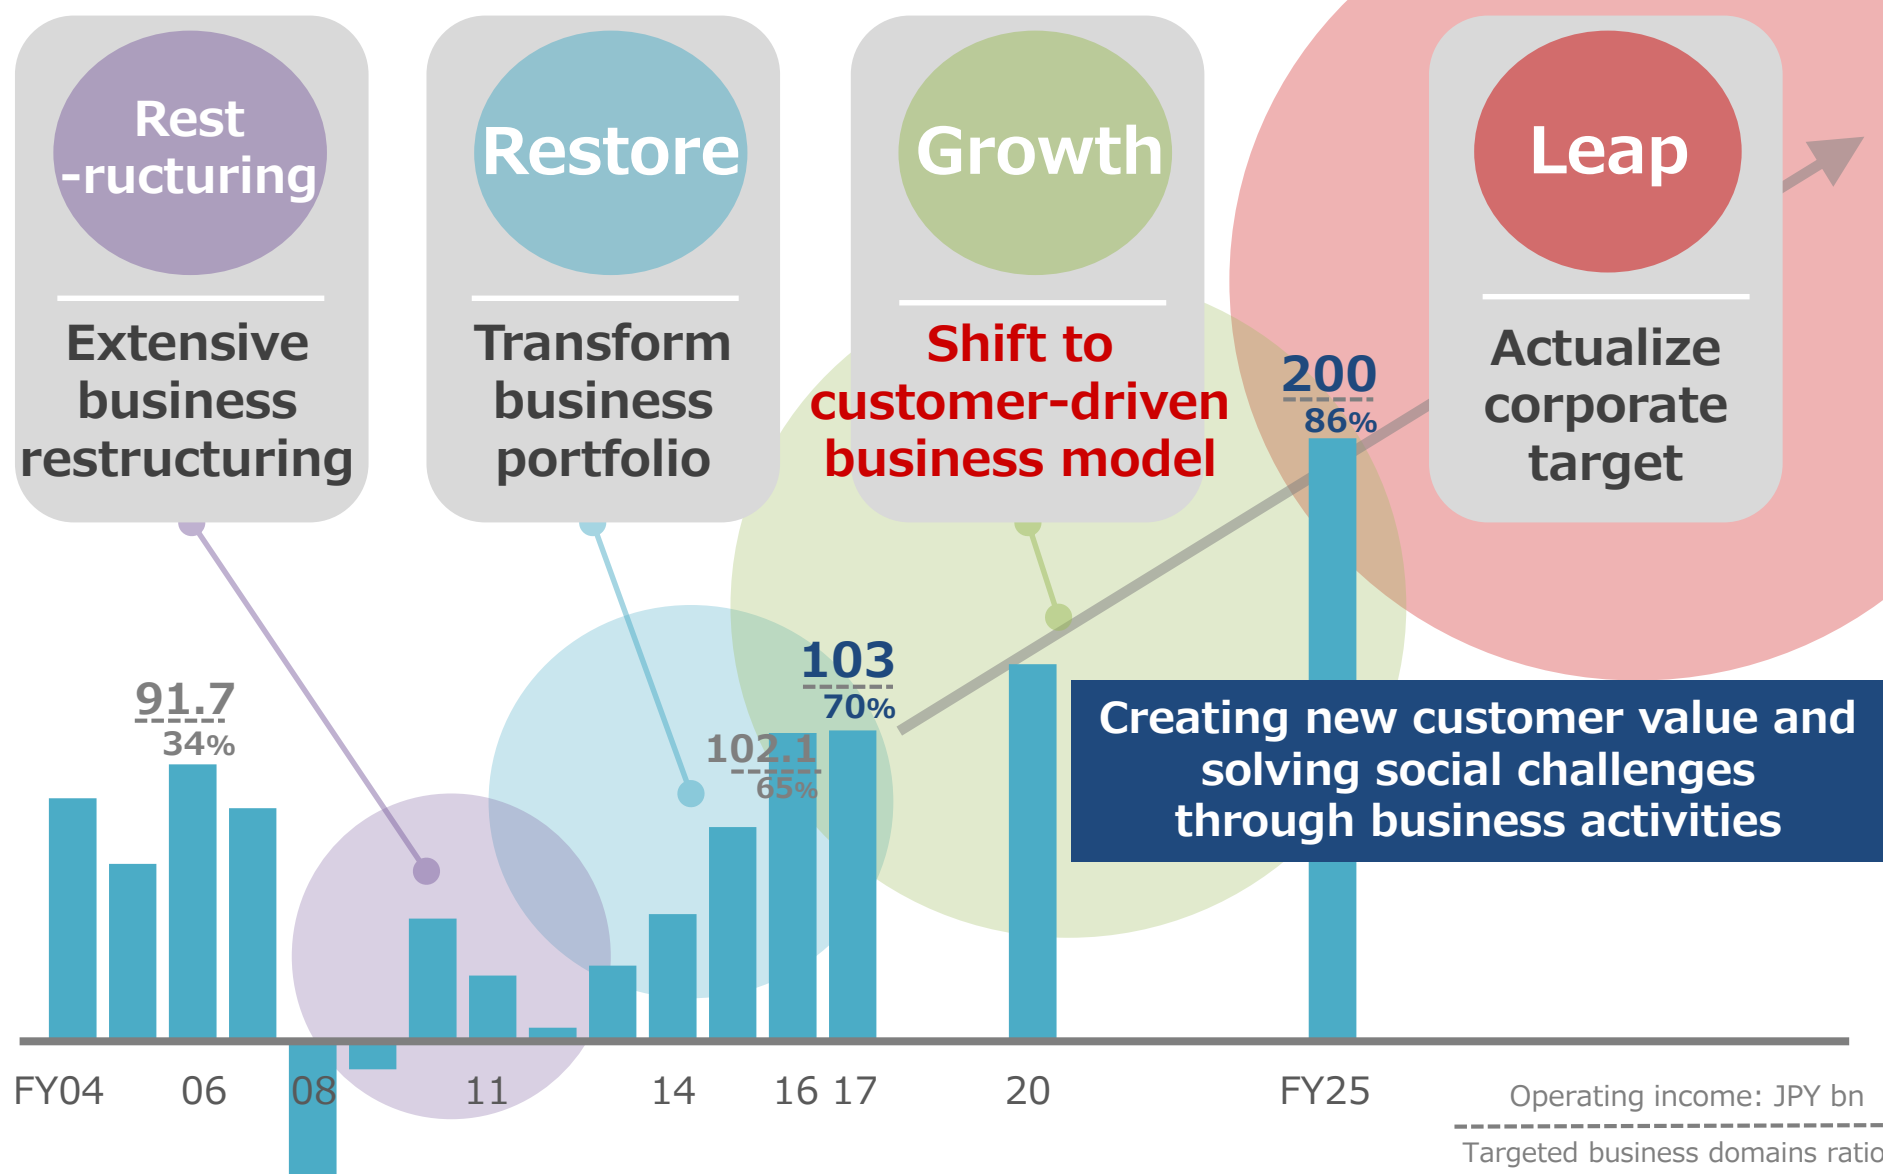 Rest
-ructuring
Extensive
business
restructuring
Restore
Transform
business
portfolio
Growth
Shift to
customer-driven
business model
Leap
Actualize
corporate
target
91.7
34%
102.1
65%
103
70%
200
86%
Creating new customer value and
solving social challenges
through business activities
FY04 06 08 11 14 16 17 20 FY25
Operating income: JPY bn
Targeted business domains ratio